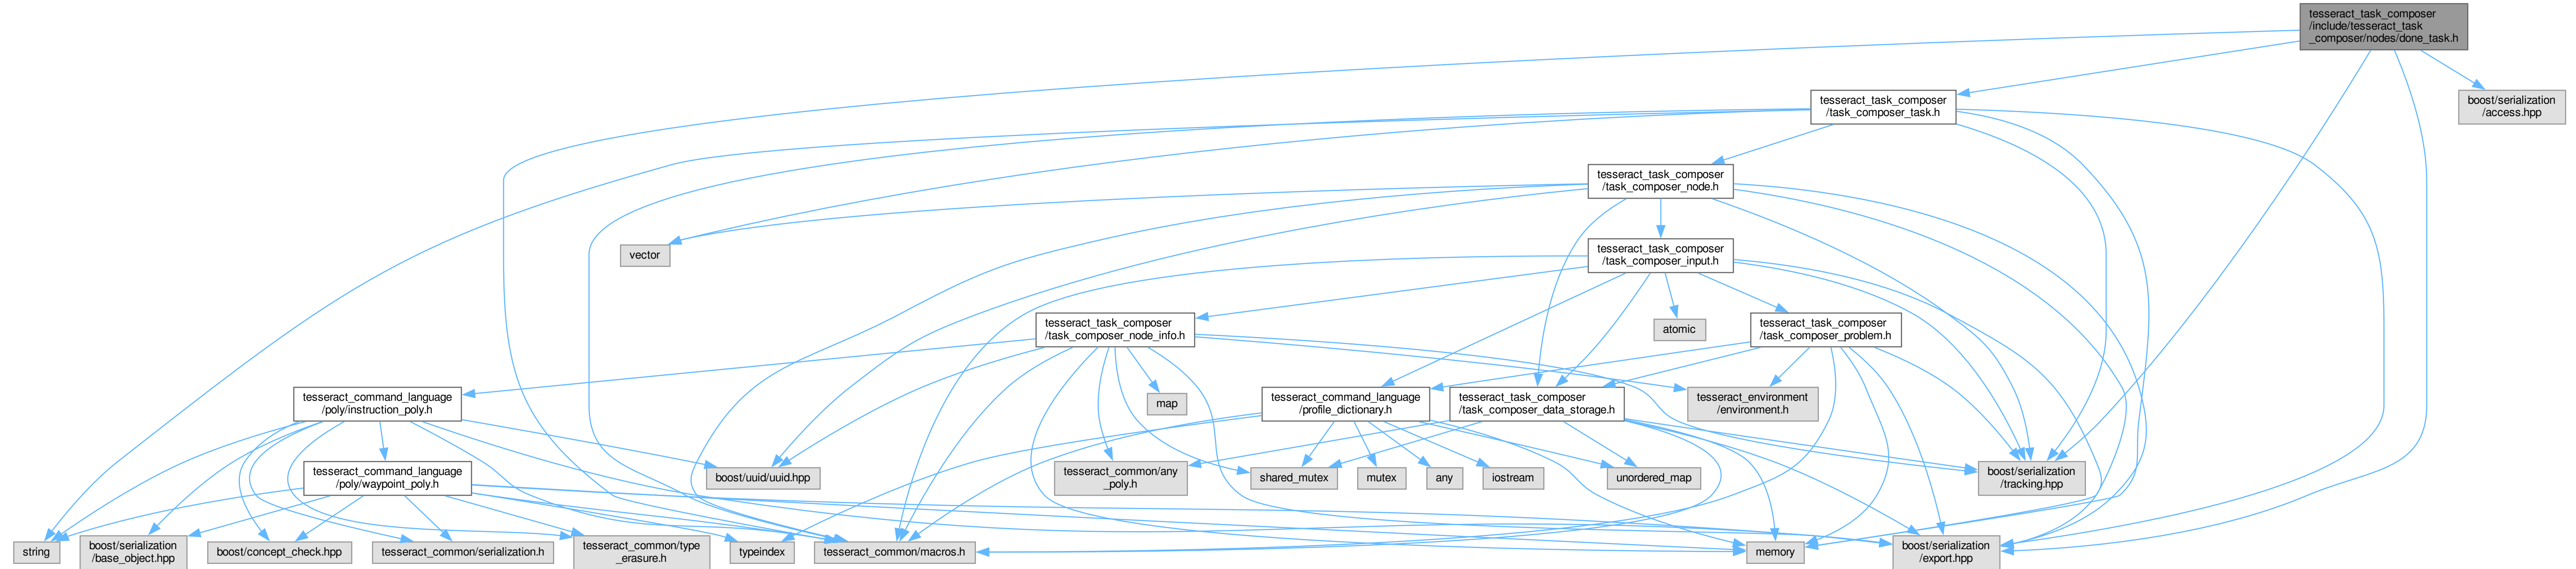 tesseract_task_composer
/include/tesseract_task
_composer/nodes/done_task.h
tesseract_task_composer
/task_composer_task.h
boost/serialization
/access.hpp
tesseract_task_composer
/task_composer_node.h
vector
tesseract_task_composer
/task_composer_input.h
tesseract_task_composer
/task_composer_node_info.h
atomic
tesseract_task_composer
/task_composer_problem.h
tesseract_command_language
/poly/instruction_poly.h
map
tesseract_command_language
/profile_dictionary.h
tesseract_task_composer
/task_composer_data_storage.h
tesseract_environment
/environment.h
tesseract_command_language
/poly/waypoint_poly.h
boost/uuid/uuid.hpp
tesseract_common/any
_poly.h
shared_mutex
mutex
any
iostream
unordered_map
boost/serialization
/tracking.hpp
string
boost/serialization
/base_object.hpp
boost/concept_check.hpp
tesseract_common/serialization.h
tesseract_common/type
_erasure.h
typeindex
tesseract_common/macros.h
memory
boost/serialization
/export.hpp